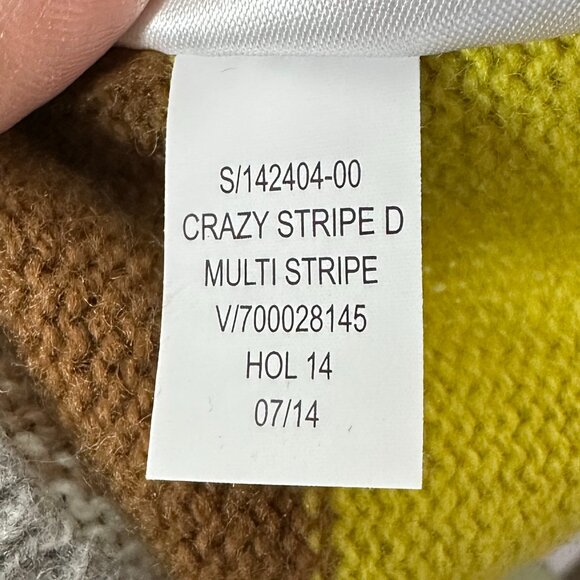 S/142404-00
CRAZY STRIPE D
MULTI STRIPE
V/700028145
HOL 14
07/14